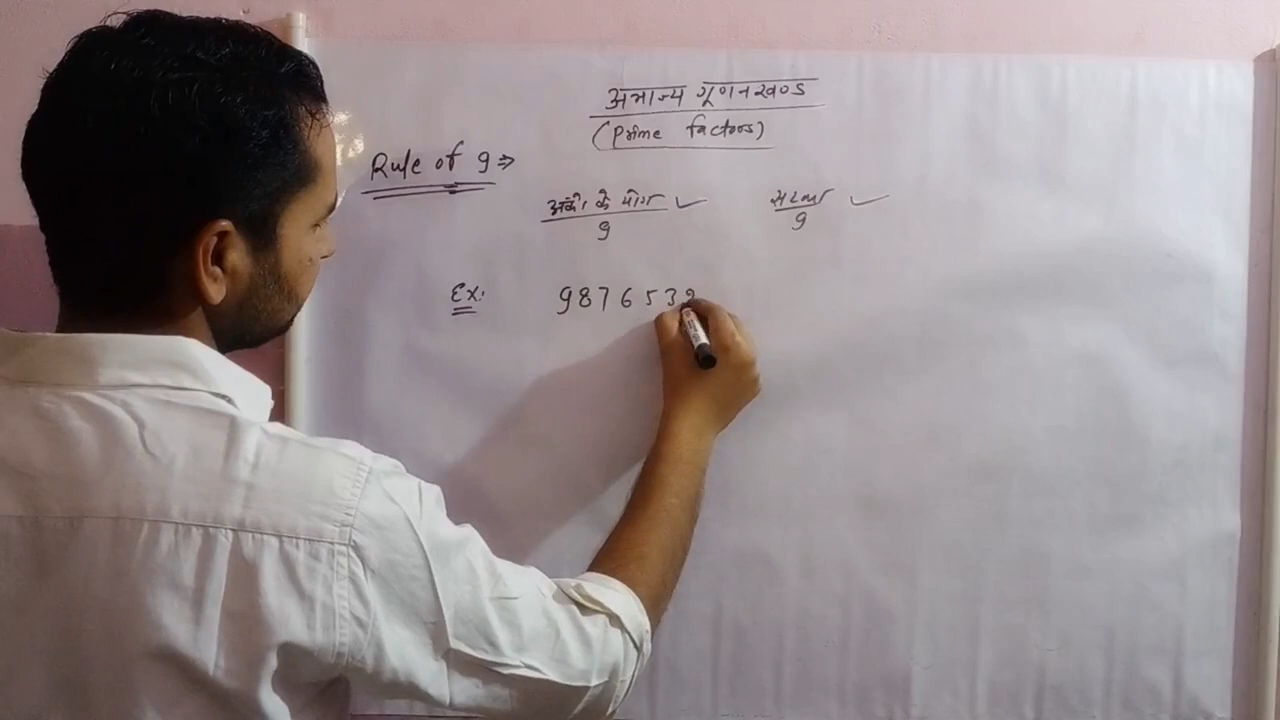 अभाज्य गुणनखण्ड
(Prime factors)
Rule of 9 ⇒
अंको के योग ✓ संख्या ✓
9 9
Ex: 987653